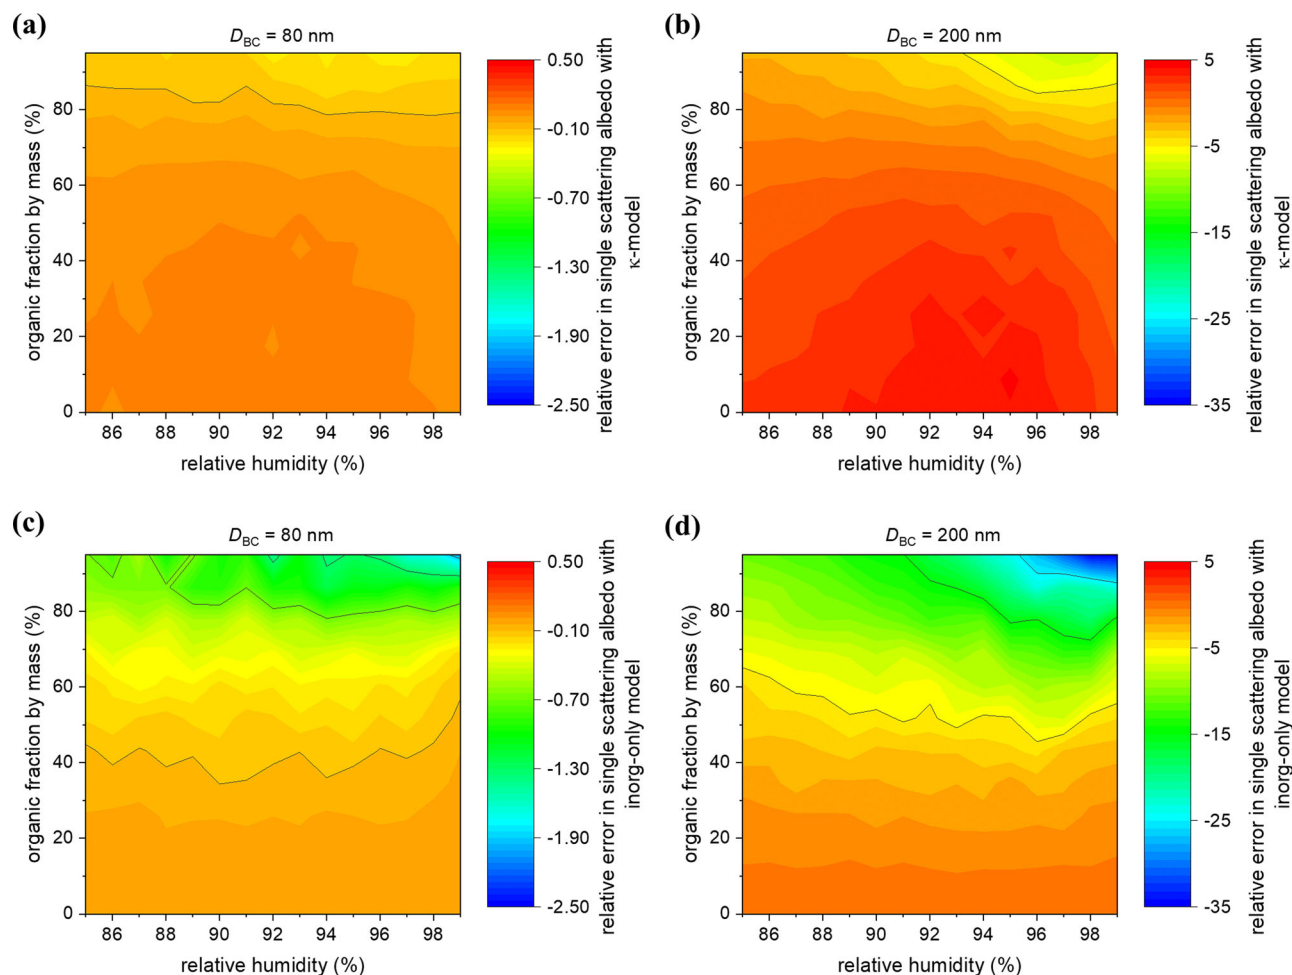 (a)
D_BC = 80 nm
organic fraction by mass (%)
80
60
40
20
0
86 88 90 92 94 96 98
relative humidity (%)
0.50
-0.10
-0.70
-1.30
-1.90
-2.50
relative error in single scattering albedo with
κ-model
(b)
D_BC = 200 nm
organic fraction by mass (%)
80
60
40
20
0
86 88 90 92 94 96 98
relative humidity (%)
5
-5
-15
-25
-35
relative error in single scattering albedo with
κ-model
(c)
D_BC = 80 nm
organic fraction by mass (%)
80
60
40
20
0
86 88 90 92 94 96 98
relative humidity (%)
0.50
-0.10
-0.70
-1.30
-1.90
-2.50
relative error in single scattering albedo with
inorg-only model
(d)
D_BC = 200 nm
organic fraction by mass (%)
80
60
40
20
0
86 88 90 92 94 96 98
relative humidity (%)
5
-5
-15
-25
-35
relative error in single scattering albedo with
inorg-only model